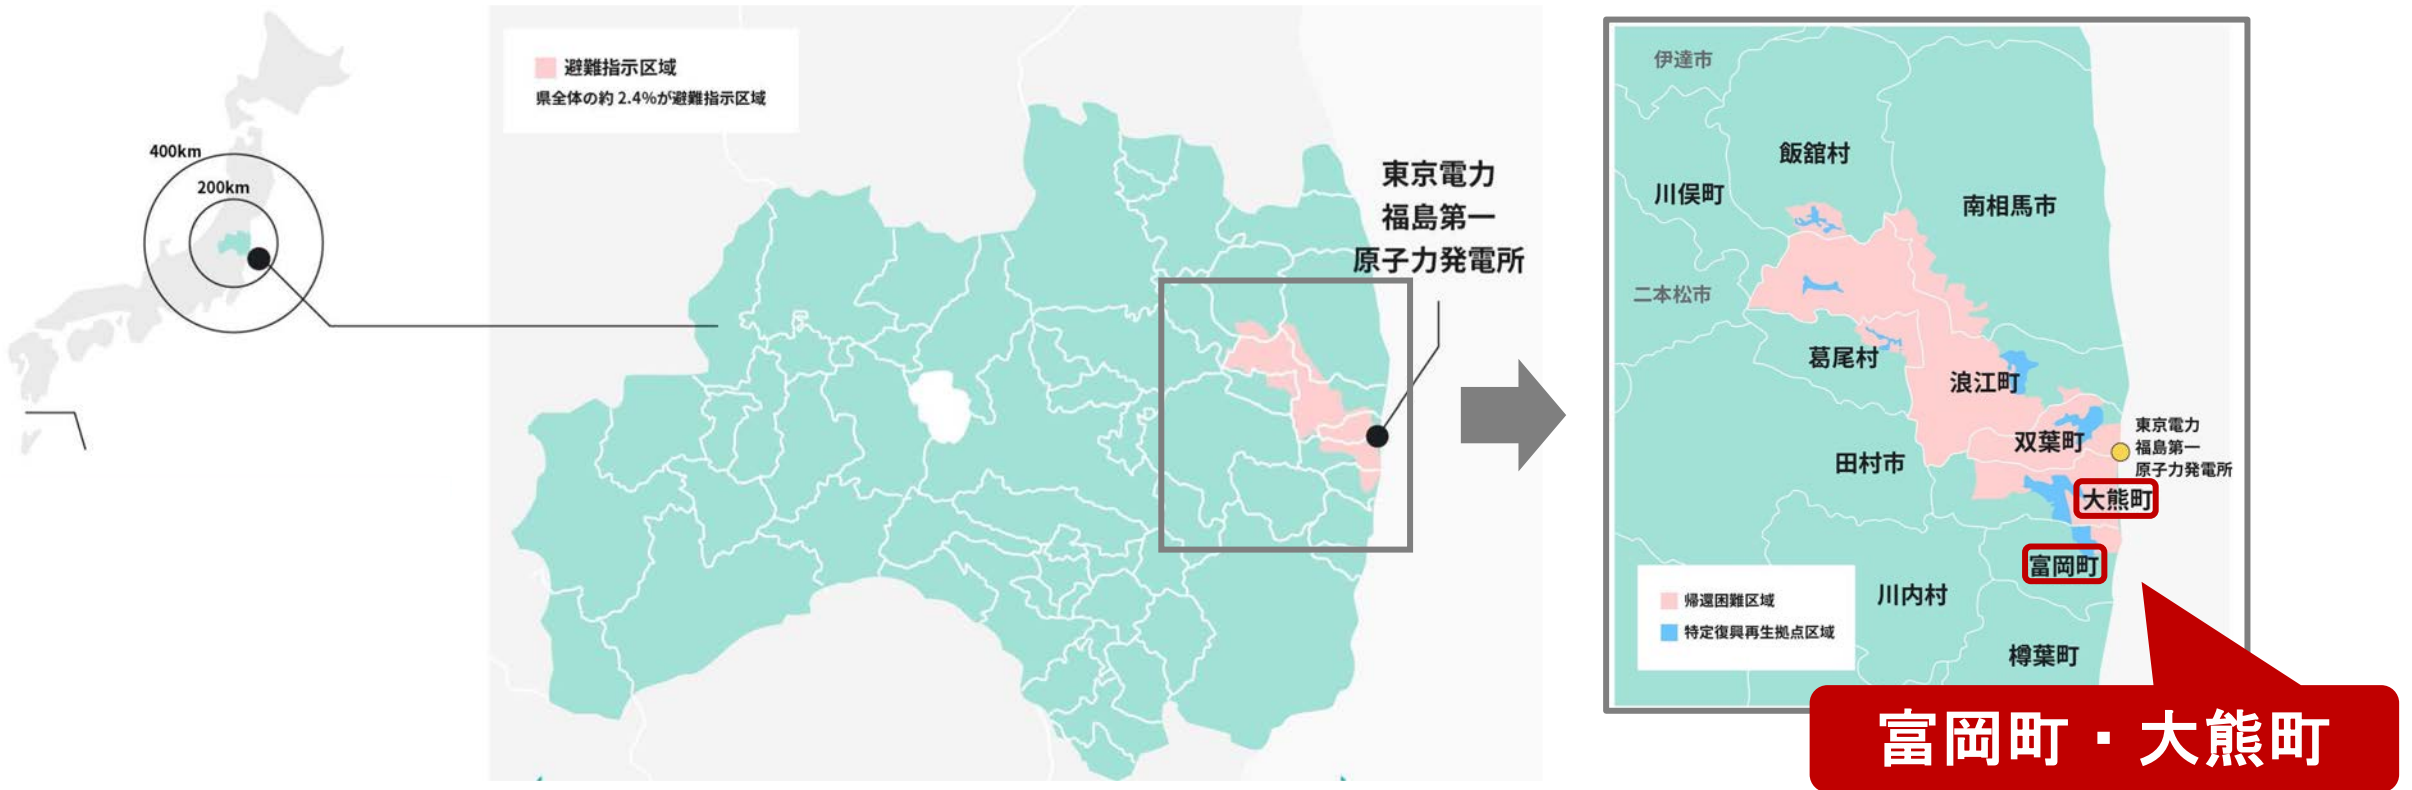 400km
200km
避難指示区域
県全体の約 2.4%が避難指示区域
東京電力
福島第一
原子力発電所
伊達市
飯舘村
川俣町
南相馬市
二本松市
葛尾村
浪江町
双葉町
東京電力
福島第一
原子力発電所
田村市
大熊町
富岡町
川内村
帰還困難区域
特定復興再生拠点区域
樽葉町
富岡町・大熊町